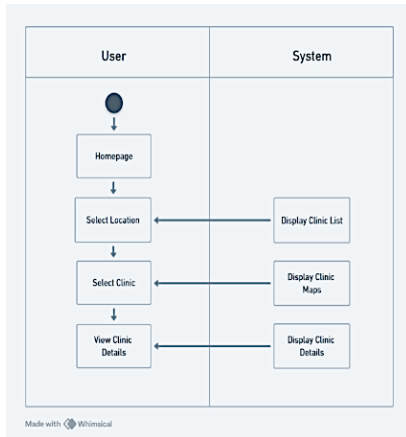 User
System
Homepage
Select Location
Display Clinic List
Select Clinic
Display Clinic
Maps
View Clinic
Details
Display Clinic
Details
Made with Whimsical